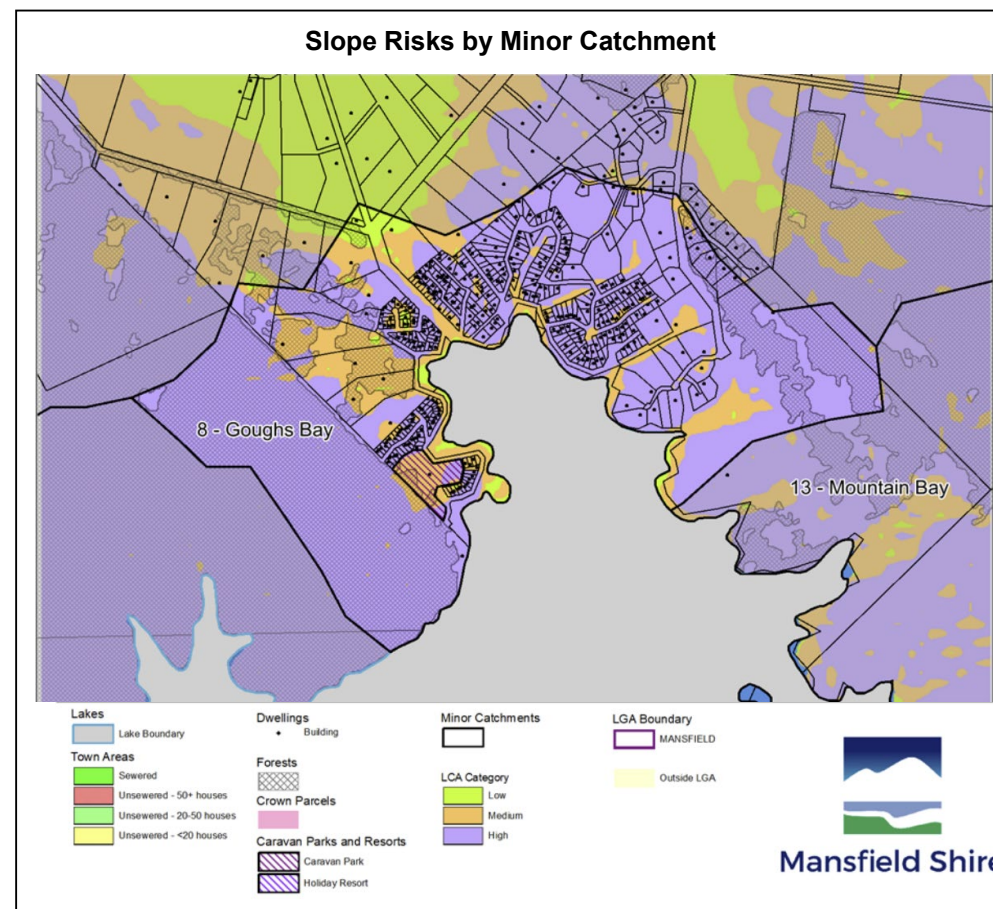 Slope Risks by Minor Catchment
8 - Goughs Bay
13 - Mountain Bay
Lakes
Lake Boundary
Town Areas
Sewered
Unsewered - 50+ houses
Unsewered - 20-50 houses
Unsewered - <20 houses
Dwellings
Building
Forests
Crown Parcels
Caravan Parks and Resorts
Caravan Park
Holiday Resort
Minor Catchments
LCA Category
Low
Medium
High
LGA Boundary
MANSFIELD
Outside LGA
Mansfield Shire